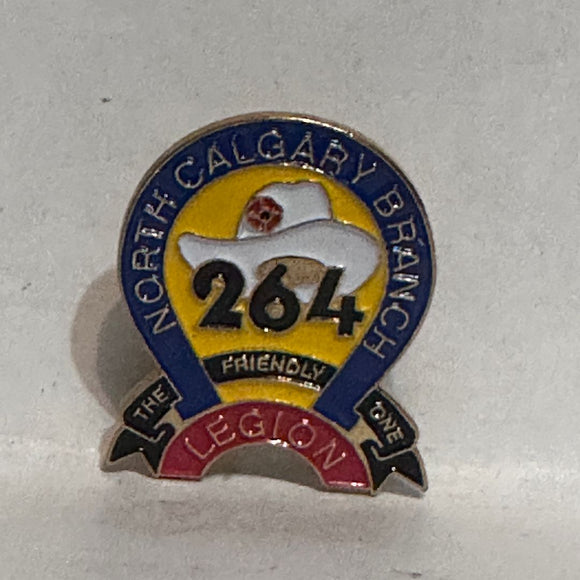 NORTH CALGARY BRANCH
264
THE FRIENDLY ONE
LEGION